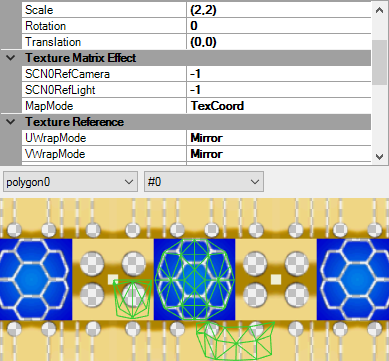 Scale (2,2)
Rotation 0
Translation (0,0)
Texture Matrix Effect
SCN0RefCamera -1
SCN0RefLight -1
MapMode TexCoord
Texture Reference
UWrapMode Mirror
VWrapMode Mirror
polygon0 #0